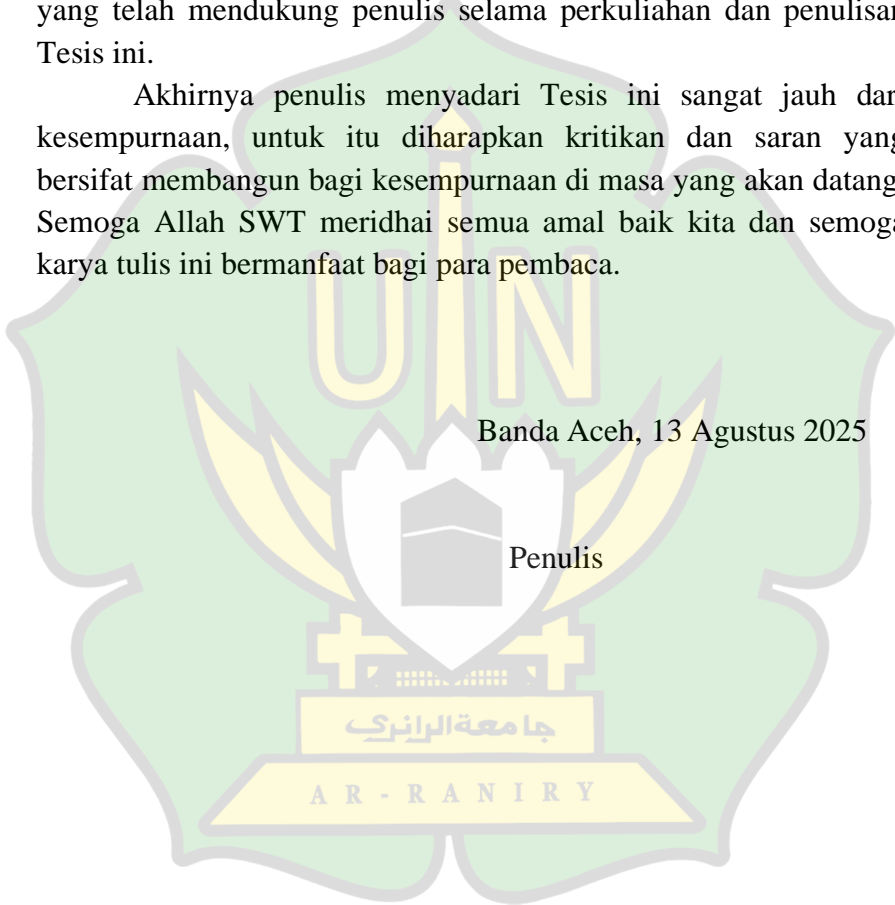 yang telah mendukung penulis selama perkuliahan dan penulisan
Tesis ini.
Akhirnya penulis menyadari Tesis ini sangat jauh dari
kesempurnaan, untuk itu diharapkan kritikan dan saran yang
bersifat membangun bagi kesempurnaan di masa yang akan datang.
Semoga Allah SWT meridhai semua amal baik kita dan semoga
karya tulis ini bermanfaat bagi para pembaca.
UIN
Banda Aceh, 13 Agustus 2025
Penulis
جامعة الرانري
AR-RANIRY